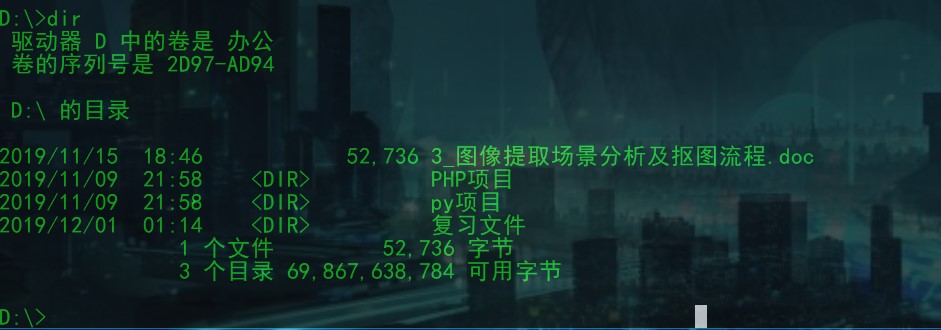 D:\>dir
驱动器 D 中的卷是 办公
卷的序列号是 2D97-AD94
D:\ 的目录
2019/11/15  18:46            52,736 3_图像提取场景分析及抠图流程.doc
2019/11/09  21:58    <DIR>          PHP项目
2019/11/09  21:58    <DIR>          py项目
2019/12/01  01:14    <DIR>          复习文件
1 个文件         52,736 字节
3 个目录 69,867,638,784 可用字节
D:\>